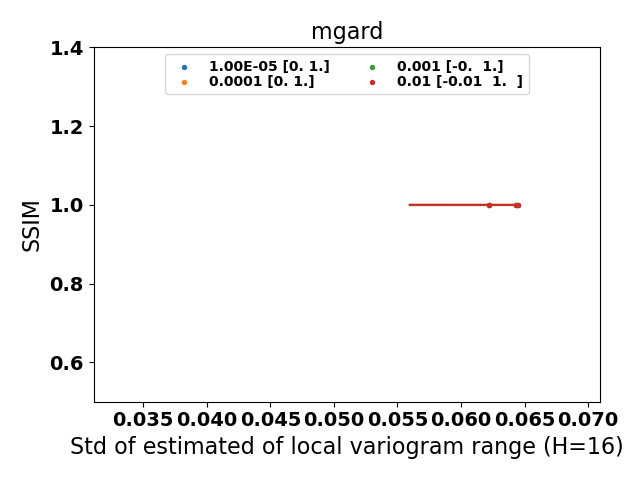 mgard
1.4
1.00E-05 [0. 1.]
0.0001 [0. 1.]
0.001 [-0.  1.]
0.01 [-0.01  1.  ]
1.2
1.0
0.8
0.6
SSIM
0.035 0.040 0.045 0.050 0.055 0.060 0.065 0.070
Std of estimated of local variogram range (H=16)